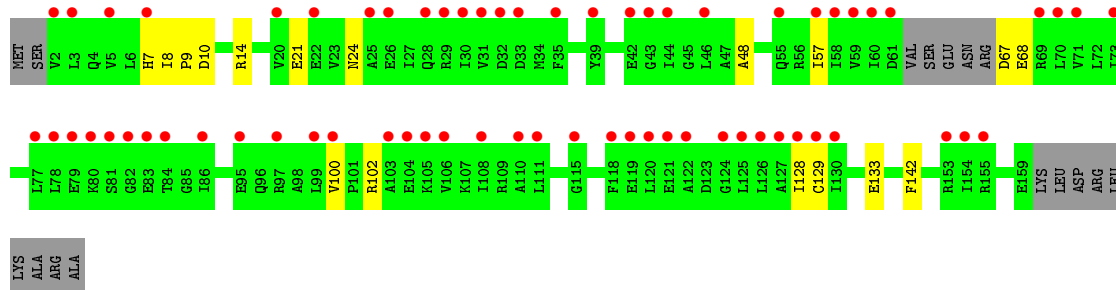 MET SER V2 L3 Q4 V5 L6 H7 I8 P9 D10 R14 V20 E21 E22 V23 N24 A25 E26 I27 Q28 R29 I30 V31 D32 D33 M34 F35 Y39 E42 G43 I44 G45 L46 A47 A48 Q55 R56 I57 I58 V59 I60 D61 VAL SER GLU ASN ARG D67 E68 R69 L70 V71 L72
L77 L78 E79 K80 S81 G82 E83 T84 G85 I86 E95 Q96 R97 A98 L99 V100 P101 R102 A103 E104 K105 V106 K107 I108 R109 A110 L111 G115 F118 E119 L120 E121 A122 D123 G124 L125 L126 A127 I128 C129 I130 E133 F142 R153 I154 R155 E159 LYS LEU ASP ARG LEU
LYS ALA ARG ALA